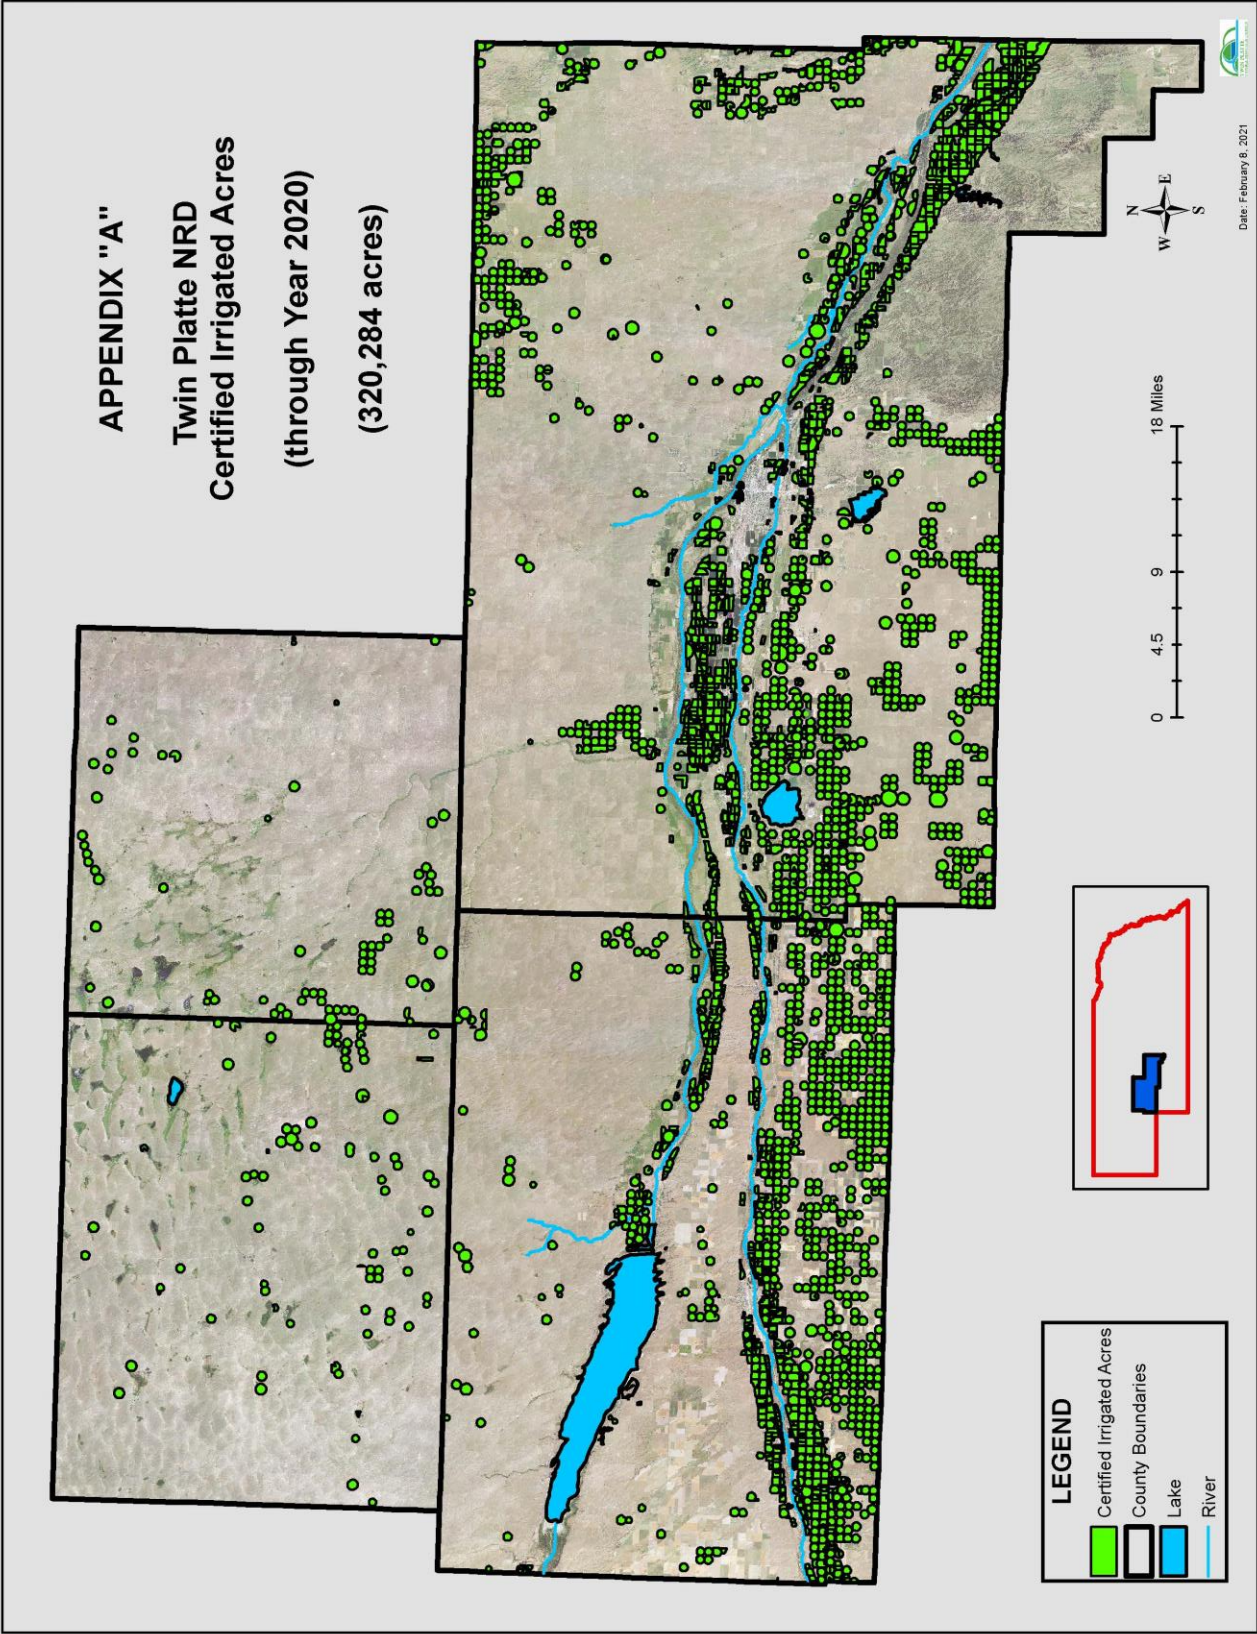 APPENDIX "A"
Twin Platte NRD
Certified Irrigated Acres
(through Year 2020)
(320,284 acres)
N
W
E
S
0
4.5
9
18 Miles
LEGEND
Certified Irrigated Acres
County Boundaries
Lake
River
Date: February 8, 2021